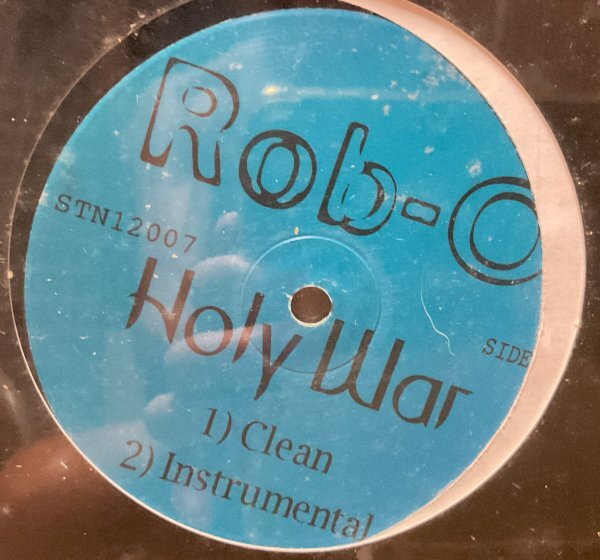 Rob-O
STN12007
Holy War
SIDE
1) Clean
2) Instrumental